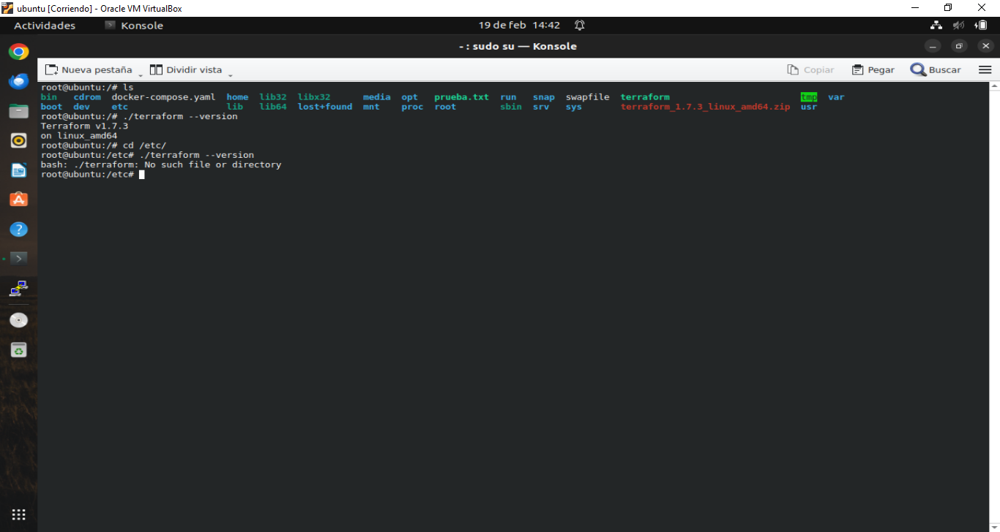 ubuntu [Corriendo] - Oracle VM VirtualBox
Actividades Konsole 19 de feb 14:42
- : sudo su — Konsole
Nueva pestaña Dividir vista Copiar Pegar Buscar
root@ubuntu:/# ls
bin cdrom docker-compose.yaml home lib32 libx32 media opt prueba.txt run snap swapfile terraform tmp var
boot dev etc lib lib64 lost+found mnt proc root sbin srv sys terraform_1.7.3_linux_amd64.zip usr
root@ubuntu:/# ./terraform --version
Terraform v1.7.3
on linux_amd64
root@ubuntu:/# cd /etc/
root@ubuntu:/etc# ./terraform --version
bash: ./terraform: No such file or directory
root@ubuntu:/etc#